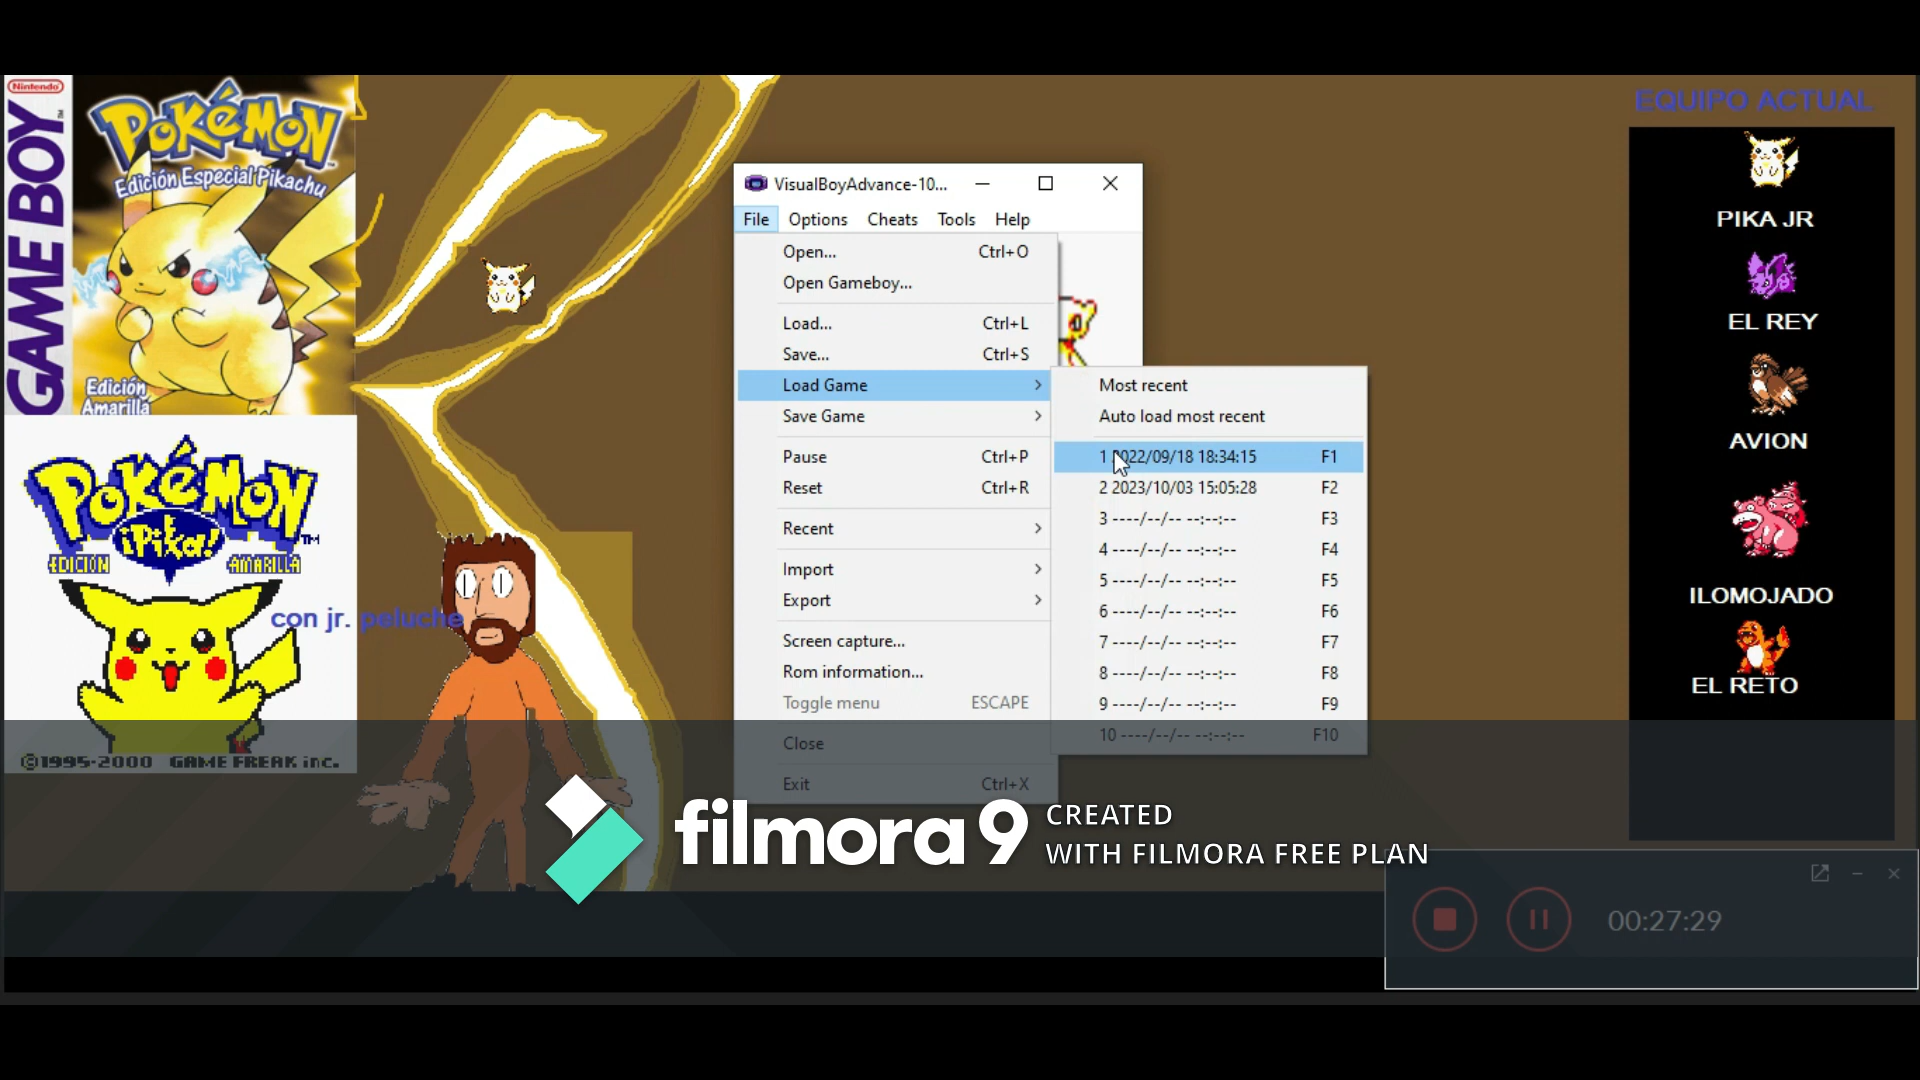 Nintendo
GAME BOY
POKéMON
Edición Especial Pikachu
Edición
Amarilla
POKéMON
¡Pika!
EDICION AMARILLA
©1995-2000 GAME FREAK inc.
con jr. peluche
VisualBoyAdvance-10...
File Options Cheats Tools Help
Open... Ctrl+O
Open Gameboy...
Load... Ctrl+L
Save... Ctrl+S
Load Game
Save Game
Pause Ctrl+P
Reset Ctrl+R
Recent
Import
Export
Screen capture...
Rom information...
Toggle menu ESCAPE
Close
Exit Ctrl+X
Most recent
Auto load most recent
1 2022/09/18 18:34:15 F1
2 2023/10/03 15:05:28 F2
3 ----/--/-- --:--:-- F3
4 ----/--/-- --:--:-- F4
5 ----/--/-- --:--:-- F5
6 ----/--/-- --:--:-- F6
7 ----/--/-- --:--:-- F7
8 ----/--/-- --:--:-- F8
9 ----/--/-- --:--:-- F9
10 ----/--/-- --:--:-- F10
EQUIPO ACTUAL
PIKA JR
EL REY
AVION
ILOMOJADO
EL RETO
filmora 9
CREATED
WITH FILMORA FREE PLAN
00:27:29